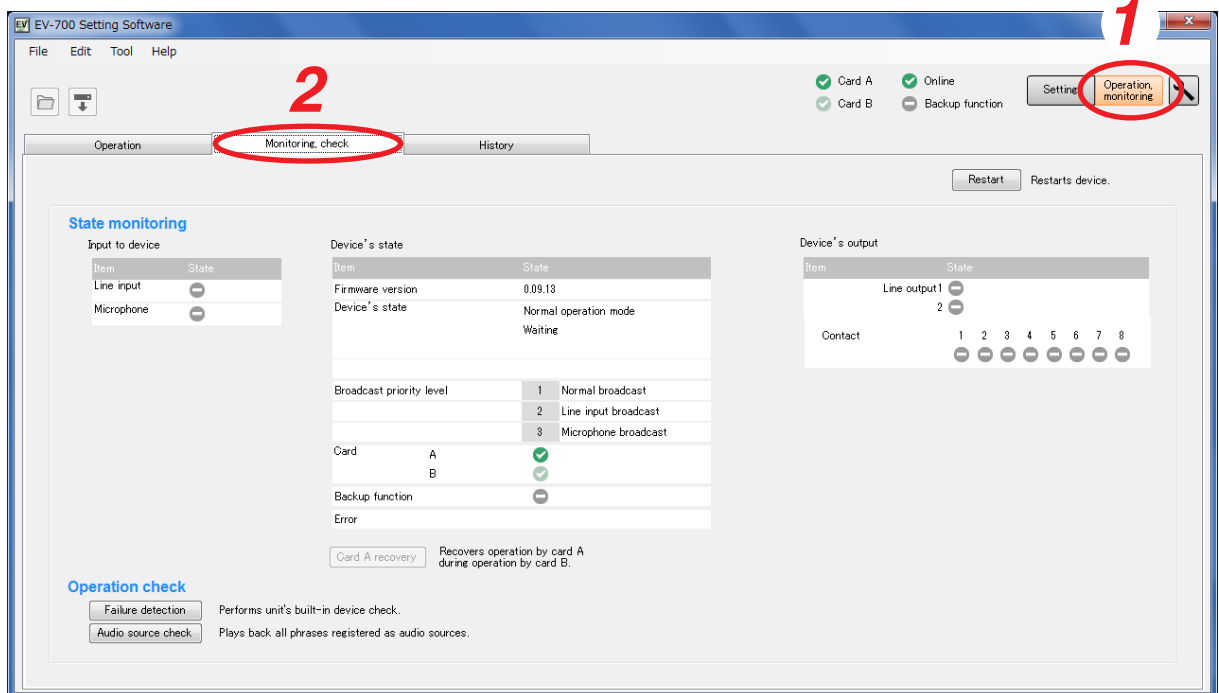 EV EV-700 Setting Software
1
File Edit Tool Help
2
Card A Online
Card B Backup function
Setting Operation, monitoring
Operation Monitoring, check History
Restart Restarts device.
State monitoring
Input to device
Item State
Line input
Microphone
Device's state
Item State
Firmware version 0.09.13
Device's state Normal operation mode
Waiting
Broadcast priority level 1 Normal broadcast
2 Line input broadcast
3 Microphone broadcast
Card A
B
Backup function
Error
Card A recovery Recovers operation by card A
during operation by card B.
Device's output
Item State
Line output1
2
Contact 1 2 3 4 5 6 7 8
Operation check
Failure detection Performs unit's built-in device check.
Audio source check Plays back all phrases registered as audio sources.